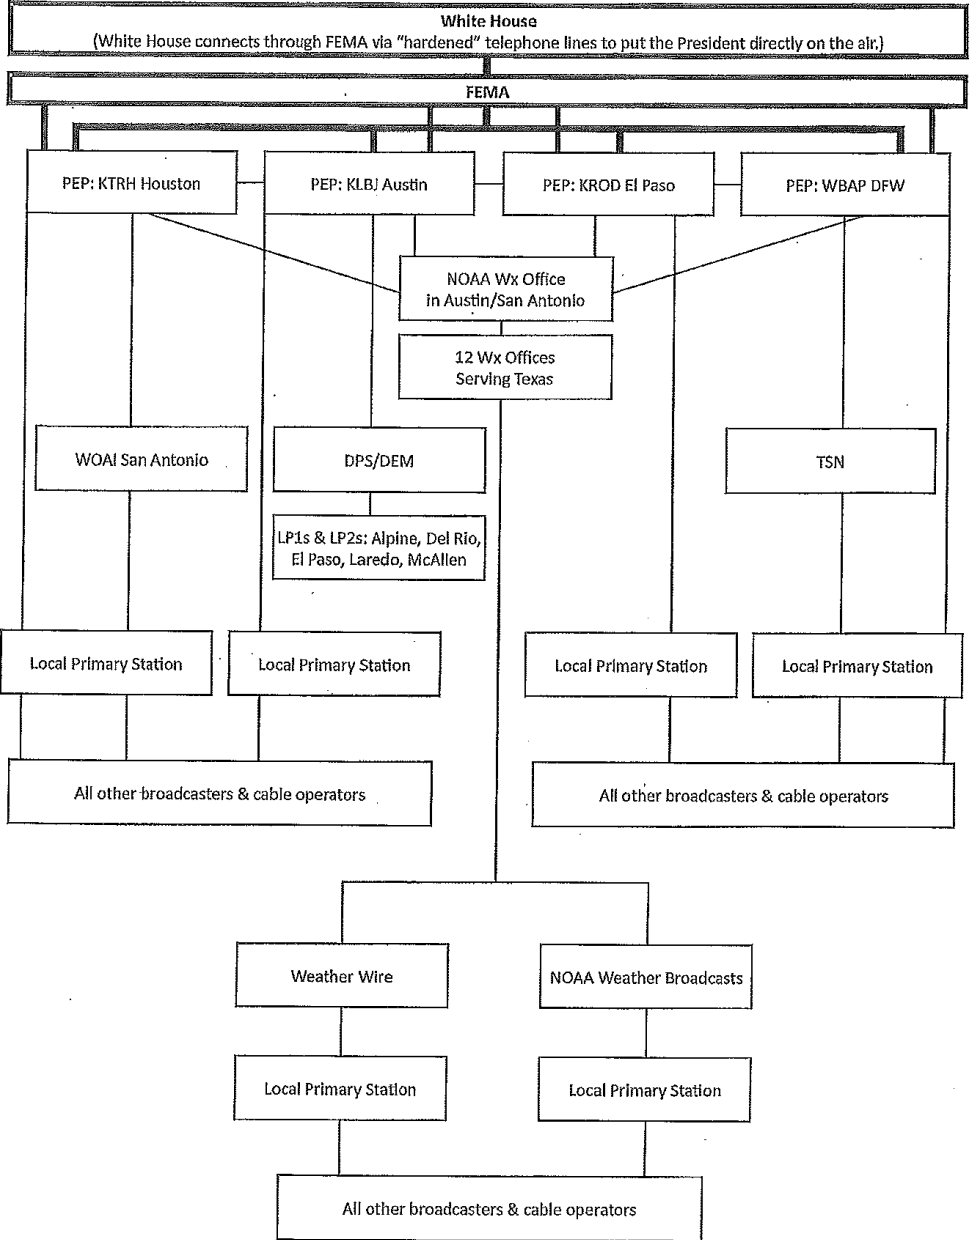 White House
(White House connects through FEMA via "hardened" telephone lines to put the President directly on the air.)
FEMA
PEP: KTRH Houston
PEP: KLBJ Austin
PEP: KROD El Paso
PEP: WBAP DFW
NOAA Wx Office
in Austin/San Antonio
12 Wx Offices
Serving Texas
WOAI San Antonio
DPS/DEM
TSN
LP1s & LP2s: Alpine, Del Rio,
El Paso, Laredo, McAllen
Local Primary Station
Local Primary Station
Local Primary Station
Local Primary Station
All other broadcasters & cable operators
All other broadcasters & cable operators
Weather Wire
NOAA Weather Broadcasts
Local Primary Station
Local Primary Station
All other broadcasters & cable operators